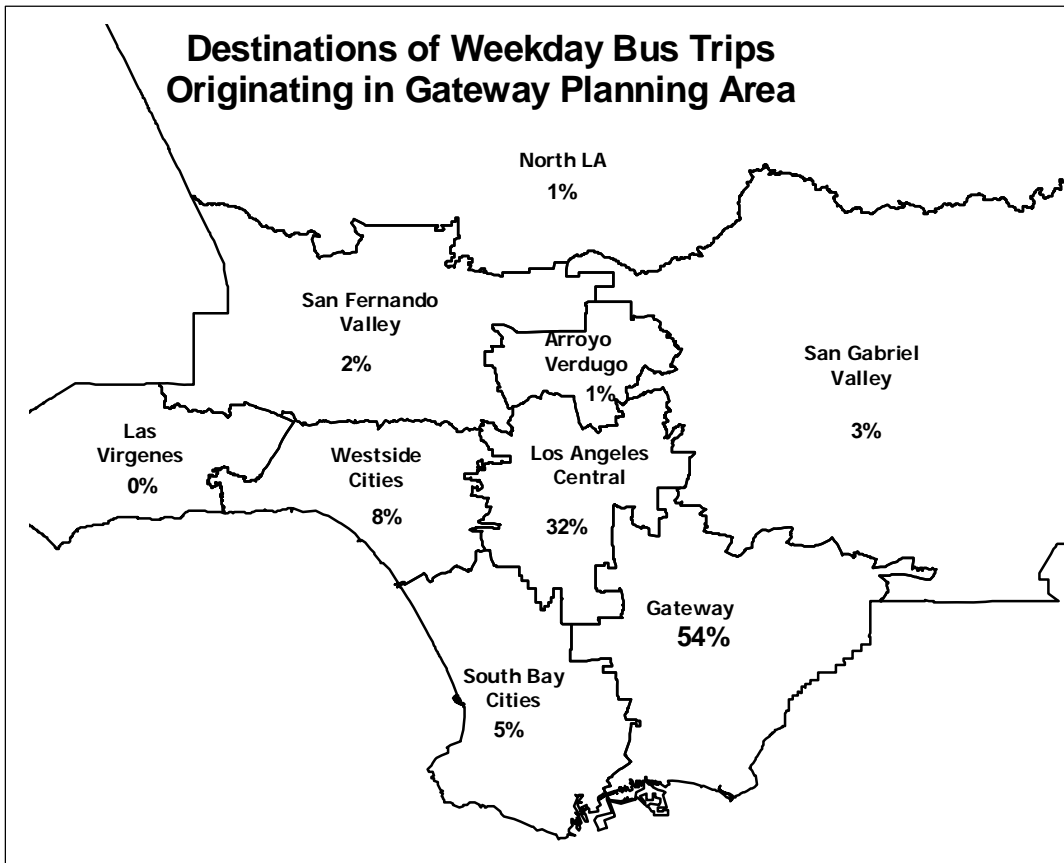 Destinations of Weekday Bus Trips
Originating in Gateway Planning Area
North LA
1%
San Fernando
Valley
2%
Arroyo
Verdugo
1%
San Gabriel
Valley
3%
Las
Virgenes
0%
Westside
Cities
8%
Los Angeles
Central
32%
Gateway
54%
South Bay
Cities
5%